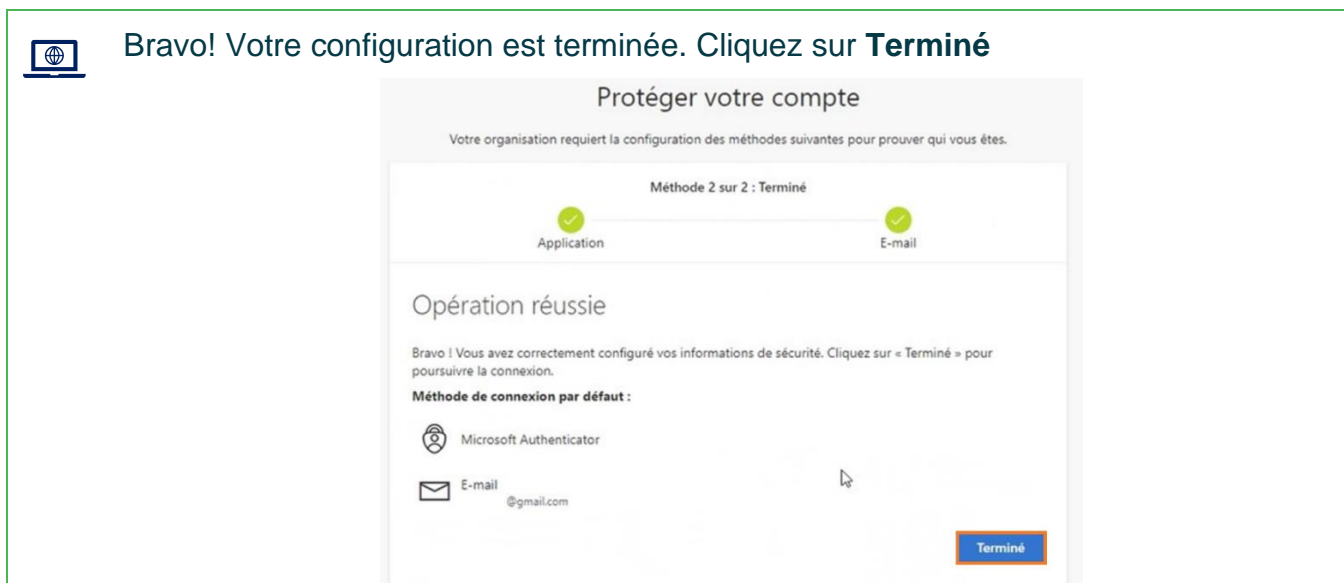 Bravo! Votre configuration est terminée. Cliquez sur Terminé
Protéger votre compte
Votre organisation requiert la configuration des méthodes suivantes pour prouver qui vous êtes.
Méthode 2 sur 2 : Terminé
Application
E-mail
Opération réussie
Bravo ! Vous avez correctement configuré vos informations de sécurité. Cliquez sur « Terminé » pour
poursuivre la connexion.
Méthode de connexion par défaut :
Microsoft Authenticator
E-mail
@gmail.com
Terminé